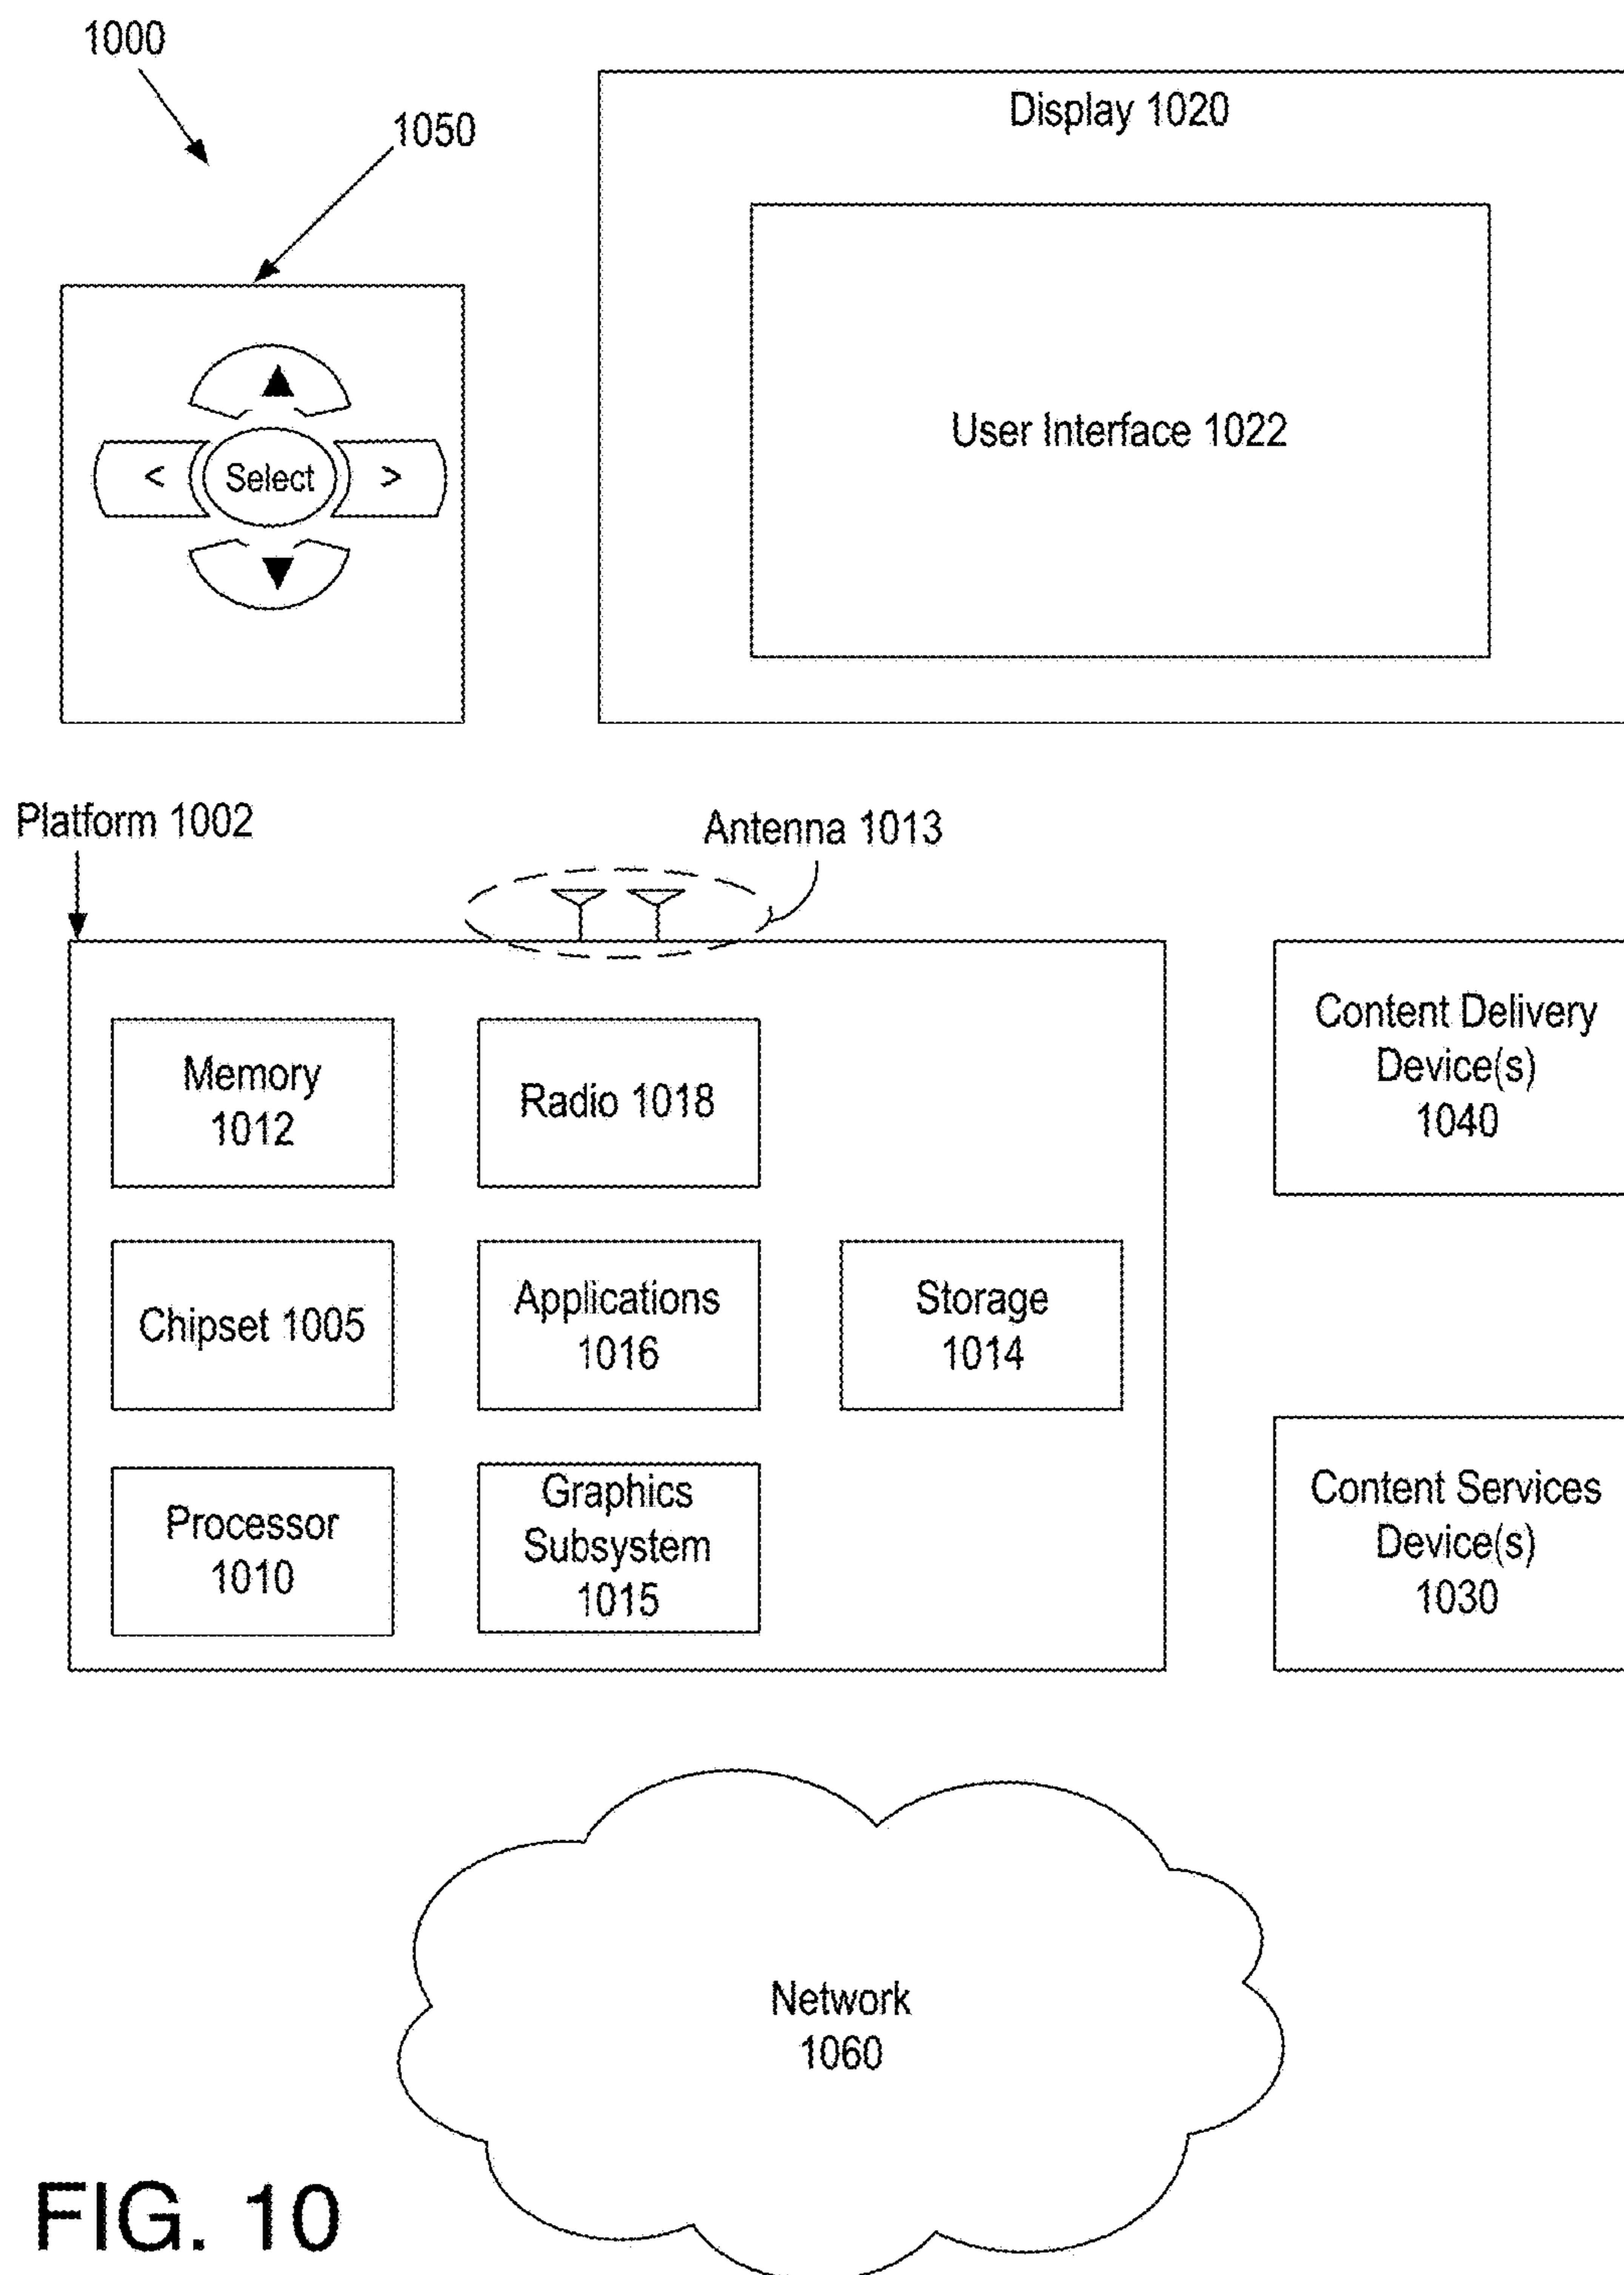 1000
1050
Display 1020
User Interface 1022
< Select >
Platform 1002
Antenna 1013
Memory
1012
Radio 1018
Content Delivery
Device(s)
1040
Chipset 1005
Applications
1016
Storage
1014
Processor
1010
Graphics
Subsystem
1015
Content Services
Device(s)
1030
Network
1060
FIG. 10